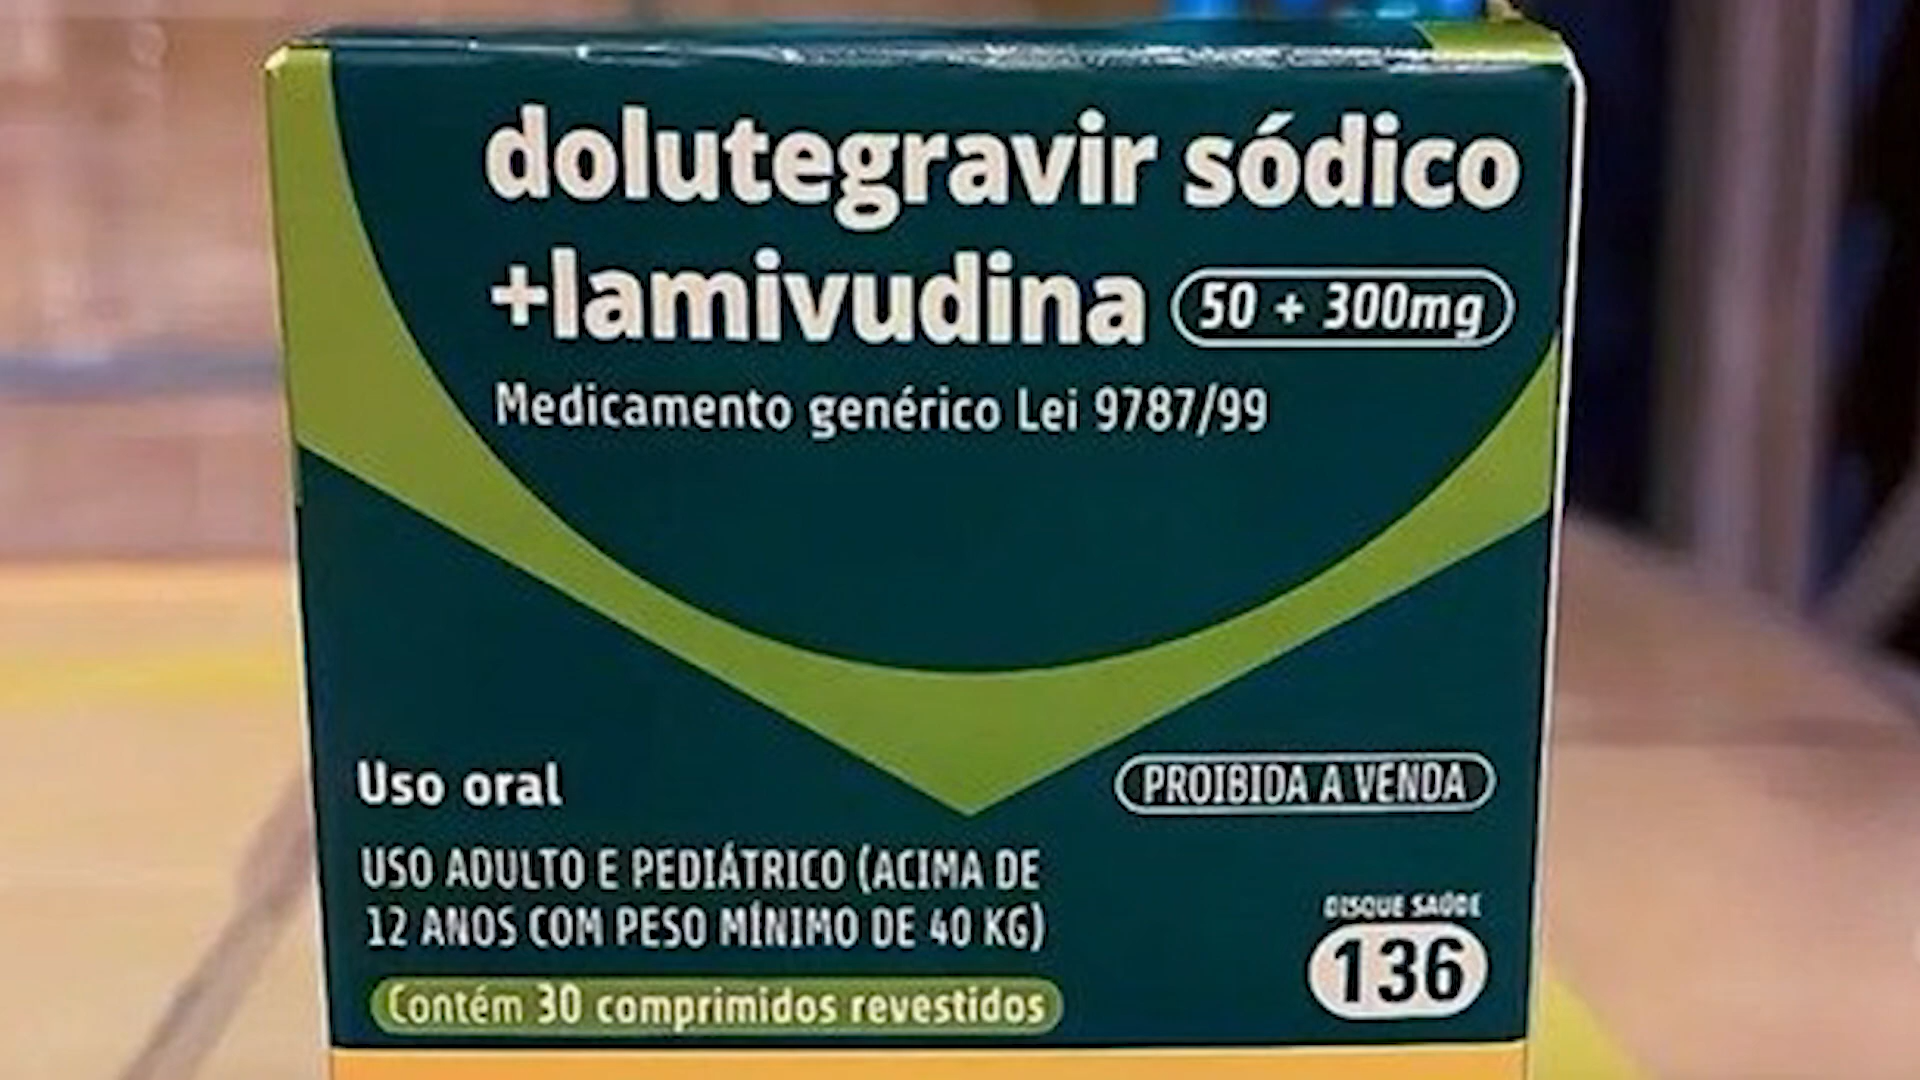 dolutegravir sódico
+lamivudina 50 + 300mg
Medicamento genérico Lei 9787/99
Uso oral
PROIBIDA A VENDA
USO ADULTO E PEDIÁTRICO (ACIMA DE
12 ANOS COM PESO MÍNIMO DE 40 KG)
DISQUE SAÚDE
136
Contém 30 comprimidos revestidos